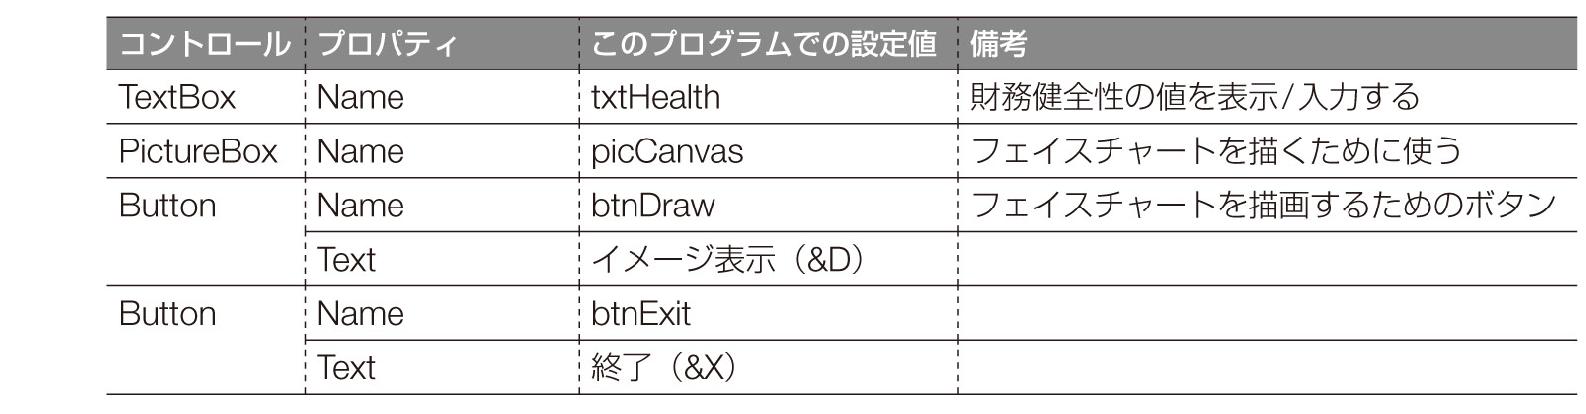 コントロール プロパティ このプログラムでの設定値 備考
TextBox Name txtHealth 財務健全性の値を表示/入力する
PictureBox Name picCanvas フェイスチャートを描くために使う
Button Name btnDraw フェイスチャートを描画するためのボタン
Text イメージ表示（&D）
Button Name btnExit
Text 終了（&X）